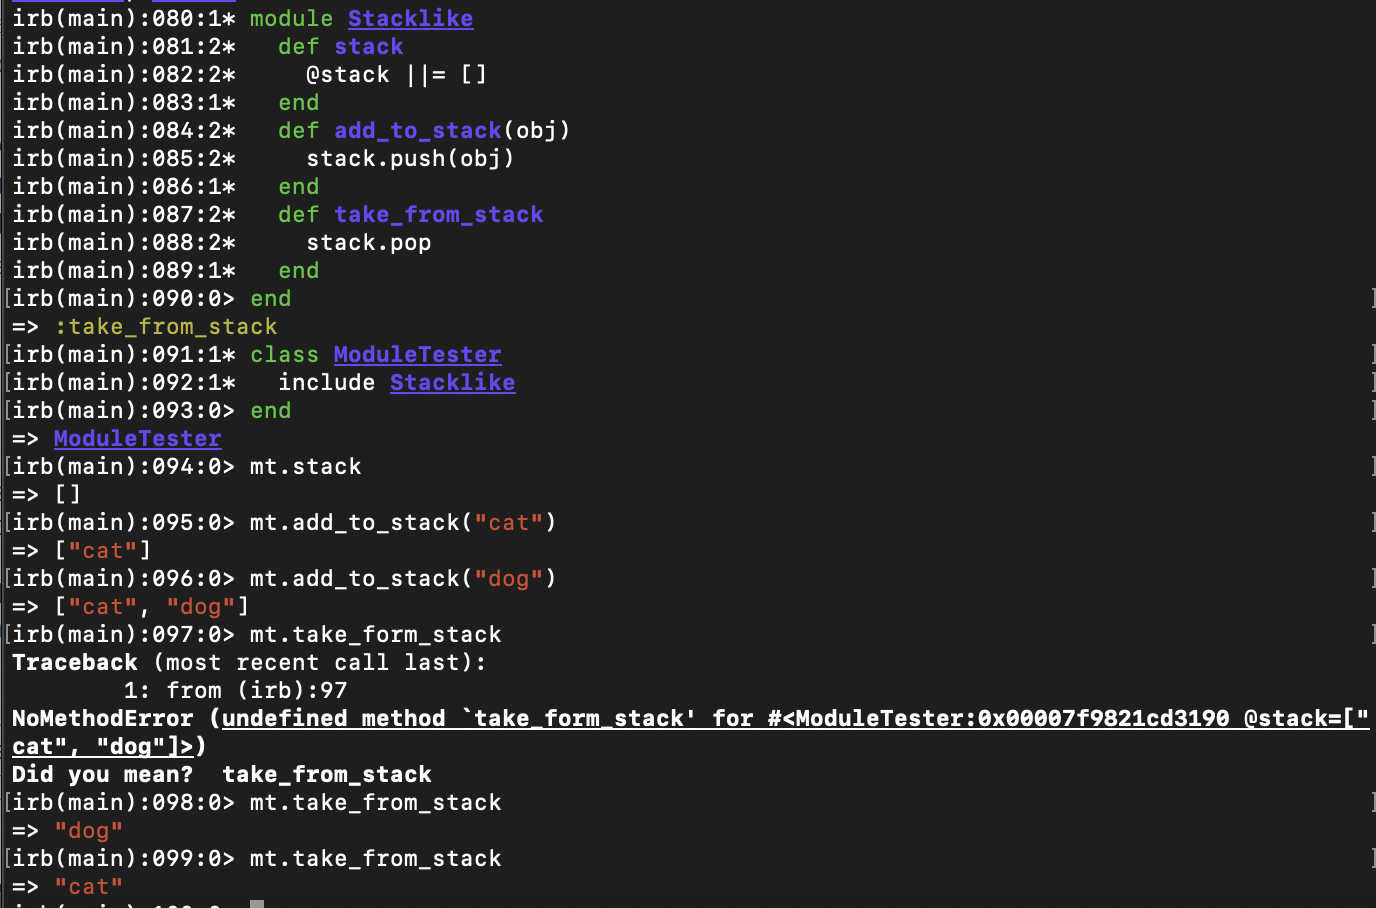 irb(main):080:1* module Stacklike
irb(main):081:2*   def stack
irb(main):082:2*     @stack ||= []
irb(main):083:1*   end
irb(main):084:2*   def add_to_stack(obj)
irb(main):085:2*     stack.push(obj)
irb(main):086:1*   end
irb(main):087:2*   def take_from_stack
irb(main):088:2*     stack.pop
irb(main):089:1*   end
[irb(main):090:0> end ]
=> :take_from_stack
[irb(main):091:1* class ModuleTester ]
[irb(main):092:1*   include Stacklike ]
[irb(main):093:0> end ]
=> ModuleTester
[irb(main):094:0> mt.stack ]
=> []
[irb(main):095:0> mt.add_to_stack("cat") ]
=> ["cat"]
[irb(main):096:0> mt.add_to_stack("dog") ]
=> ["cat", "dog"]
[irb(main):097:0> mt.take_form_stack ]
Traceback (most recent call last):
        1: from (irb):97
NoMethodError (undefined method `take_form_stack' for #<ModuleTester:0x00007f9821cd3190 @stack=["
cat", "dog"]>)
Did you mean?  take_from_stack
[irb(main):098:0> mt.take_from_stack ]
=> "dog"
[irb(main):099:0> mt.take_from_stack ]
=> "cat"